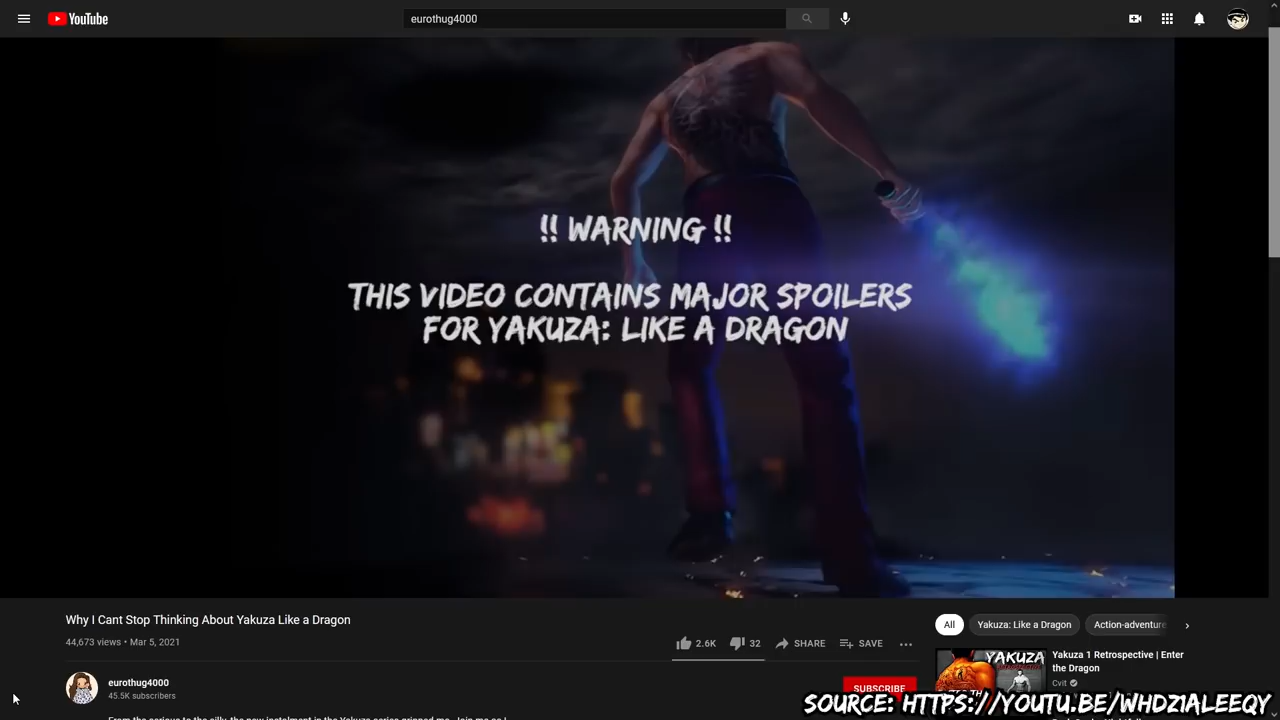 YouTube
eurothug4000
!! WARNING !!
THIS VIDEO CONTAINS MAJOR SPOILERS
FOR YAKUZA: LIKE A DRAGON
Why I Cant Stop Thinking About Yakuza Like a Dragon
44,673 views • Mar 5, 2021
2.6K
32
SHARE
SAVE
All
Yakuza: Like a Dragon
Action-adventure
eurothug4000
45.5K subscribers
SUBSCRIBE
YAKUZA
Yakuza 1 Retrospective | Enter
the Dragon
Cvit
SOURCE: HTTPS://YOUTU.BE/WHDZ1ALEEQY